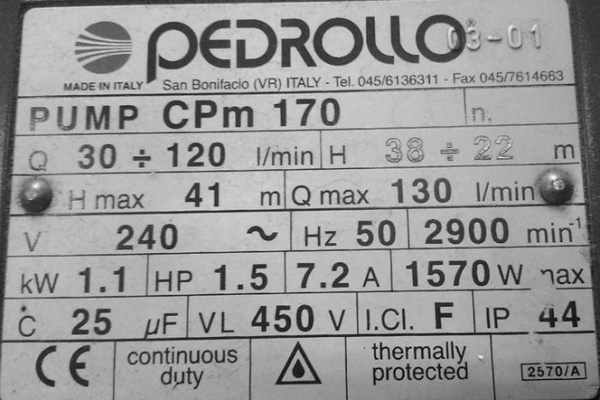 PEDROLLO® 03-01
MADE IN ITALY San Bonifacio (VR) ITALY - Tel. 045/6136311 - Fax 045/7614663
PUMP CPm 170 n.
Q 30 ÷ 120 l/min H 38 ÷ 22 m
H max 41 m Q max 130 l/min
V 240 ~ Hz 50 2900 min⁻¹
kW 1.1 HP 1.5 7.2 A 1570 W max
C 25 µF VL 450 V I.Cl. F IP 44
CE continuous duty thermally protected 2570/A